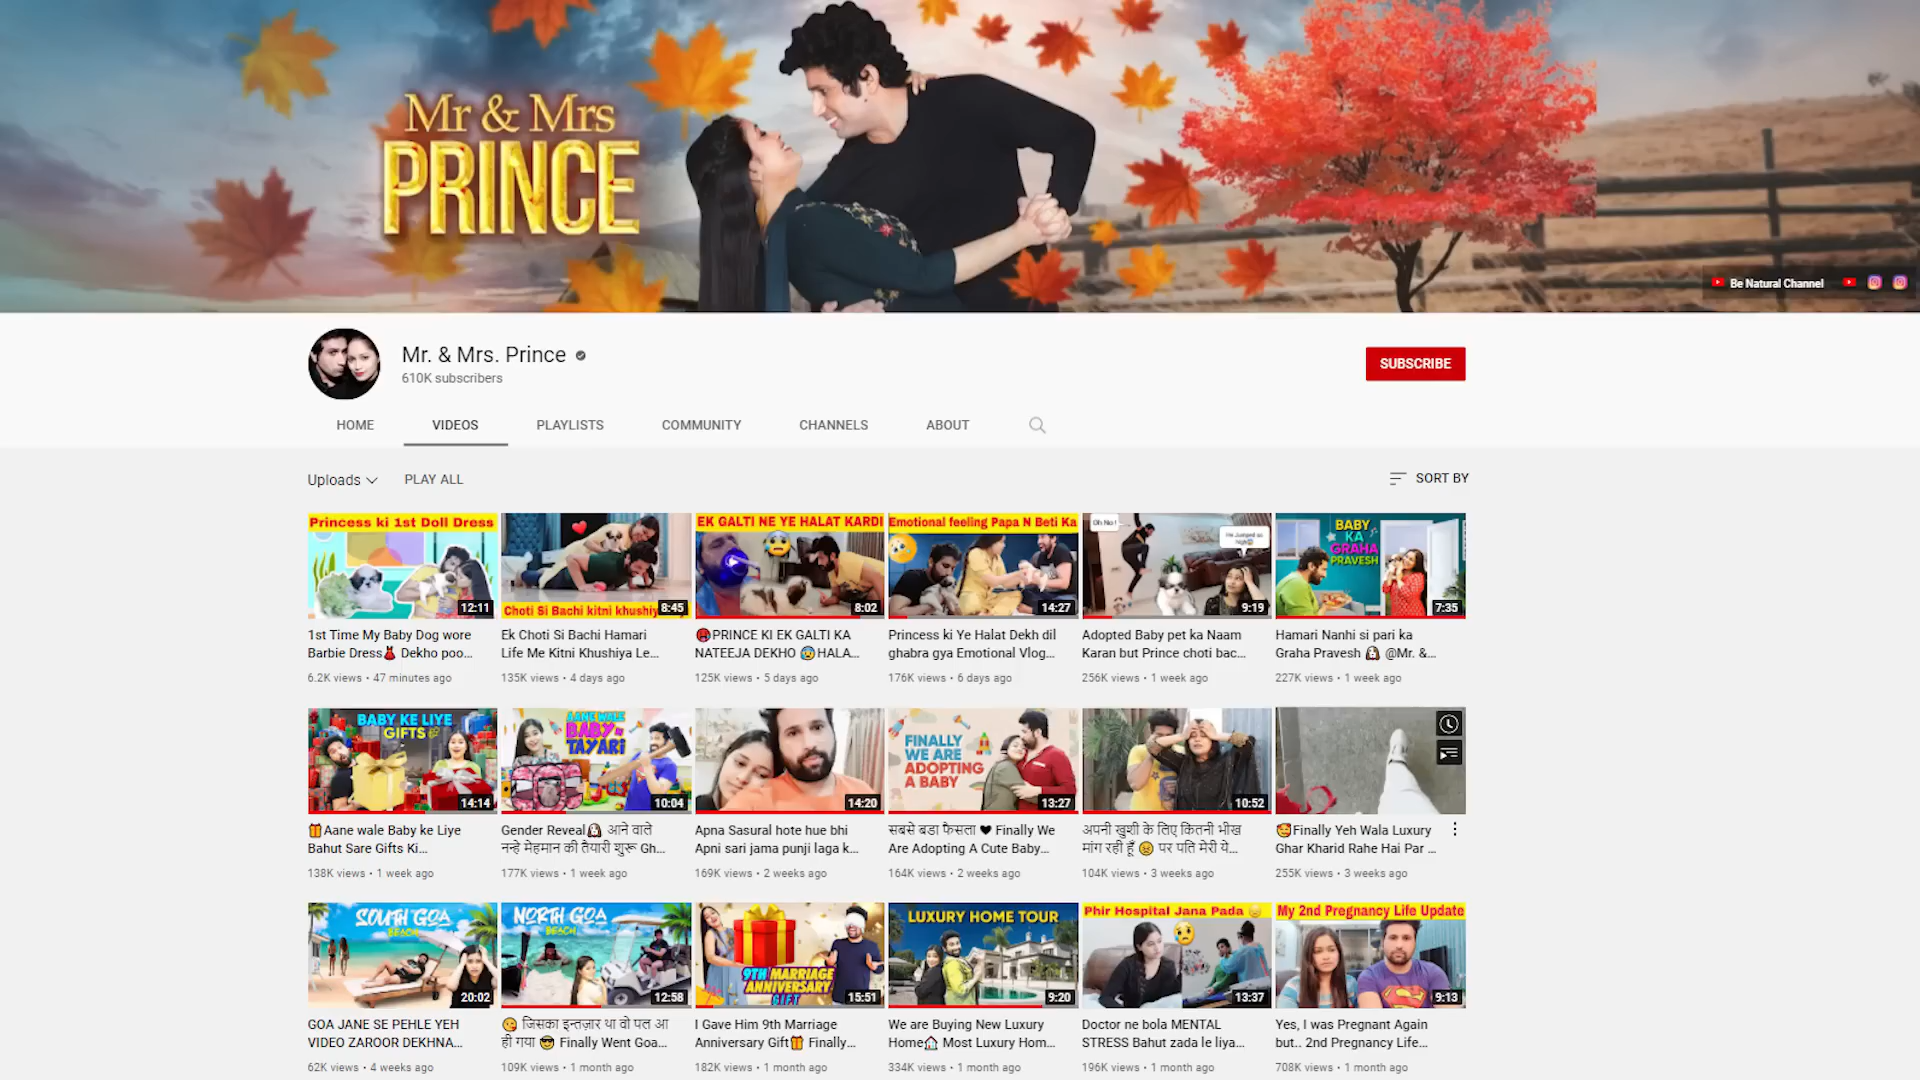 Mr & Mrs
PRINCE
Be Natural Channel
Mr. & Mrs. Prince
610K subscribers
SUBSCRIBE
HOME VIDEOS PLAYLISTS COMMUNITY CHANNELS ABOUT
Uploads PLAY ALL SORT BY
Princess ki 1st Doll Dress
12:11
1st Time My Baby Dog wore
Barbie Dress👗 Dekho poo...
6.2K views • 47 minutes ago
Choti Si Bachi kitni khushiy
8:45
Ek Choti Si Bachi Hamari
Life Me Kitni Khushiya Le...
135K views • 4 days ago
EK GALTI NE YE HALAT KARDI
8:02
PRINCE KI EK GALTI KA
NATEEJA DEKHO 😰HALA...
125K views • 5 days ago
Emotional feeling Papa N Beti Ka
14:27
Princess ki Ye Halat Dekh dil
ghabra gya Emotional Vlog...
176K views • 6 days ago
Oh No!
9:19
Adopted Baby pet ka Naam
Karan but Prince choti bac...
256K views • 1 week ago
BABY
KA
GRAHA
PRAVESH
7:35
Hamari Nanhi si pari ka
Graha Pravesh 🐶 @Mr. &...
227K views • 1 week ago
BABY KE LIYE
GIFTS
14:14
🎁Aane wale Baby ke Liye
Bahut Sare Gifts Ki...
138K views • 1 week ago
AANE WALE
BABY KI
TAYARI
10:04
Gender Reveal🐶 आने वाले
नन्हे मेहमान की तैयारी शुरू Gh...
177K views • 1 week ago
14:20
Apna Sasural hote hue bhi
Apni sari jama punji laga k...
169K views • 2 weeks ago
FINALLY
WE ARE
ADOPTING
A BABY
13:27
सबसे बडा फैसला ❤ Finally We
Are Adopting A Cute Baby...
164K views • 2 weeks ago
10:52
अपनी खुशी के लिए कितनी भीख
मांग रही हूँ 😣 पर पति मेरी ये...
104K views • 3 weeks ago
🥰Finally Yeh Wala Luxury
Ghar Kharid Rahe Hai Par ...
255K views • 3 weeks ago
SOUTH GOA
BEACH
20:02
GOA JANE SE PEHLE YEH
VIDEO ZAROOR DEKHNA...
62K views • 4 weeks ago
NORTH GOA
BEACH
12:58
😘 जिसका इन्तज़ार था वो पल आ
ही गया 😎 Finally Went Goa...
109K views • 1 month ago
9TH MARRIAGE
ANNIVERSARY
GIFT
15:51
I Gave Him 9th Marriage
Anniversary Gift🎁 Finally...
182K views • 1 month ago
LUXURY HOME TOUR
9:20
We are Buying New Luxury
Home🏠 Most Luxury Hom...
334K views • 1 month ago
Phir Hospital Jana Pada
13:37
Doctor ne bola MENTAL
STRESS Bahut zada le liya...
196K views • 1 month ago
My 2nd Pregnancy Life Update
9:13
Yes, I was Pregnant Again
but.. 2nd Pregnancy Life...
708K views • 1 month ago